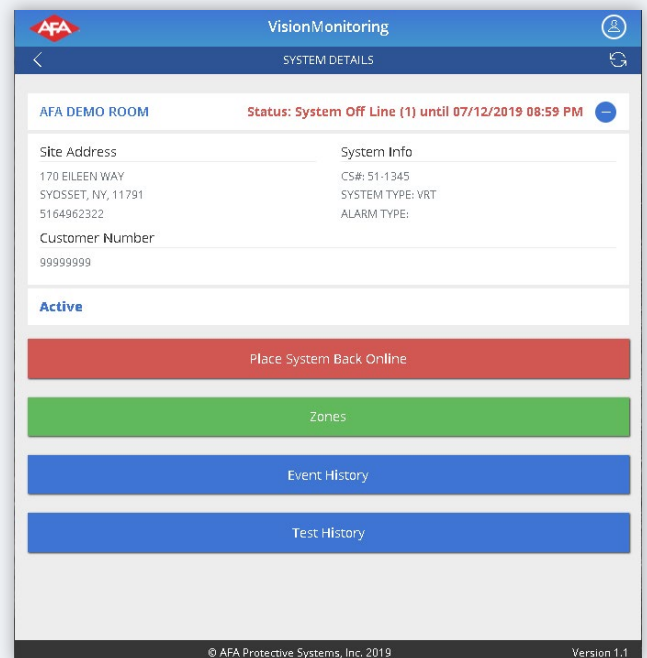 AFA
VisionMonitoring
SYSTEM DETAILS
AFA DEMO ROOM
Status: System Off Line (1) until 07/12/2019 08:59 PM
Site Address
170 EILEEN WAY
SYOSSET, NY, 11791
5164962322
System Info
CS#: 51-1345
SYSTEM TYPE: VRT
ALARM TYPE:
Customer Number
99999999
Active
Place System Back Online
Zones
Event History
Test History
© AFA Protective Systems, Inc. 2019
Version 1.1